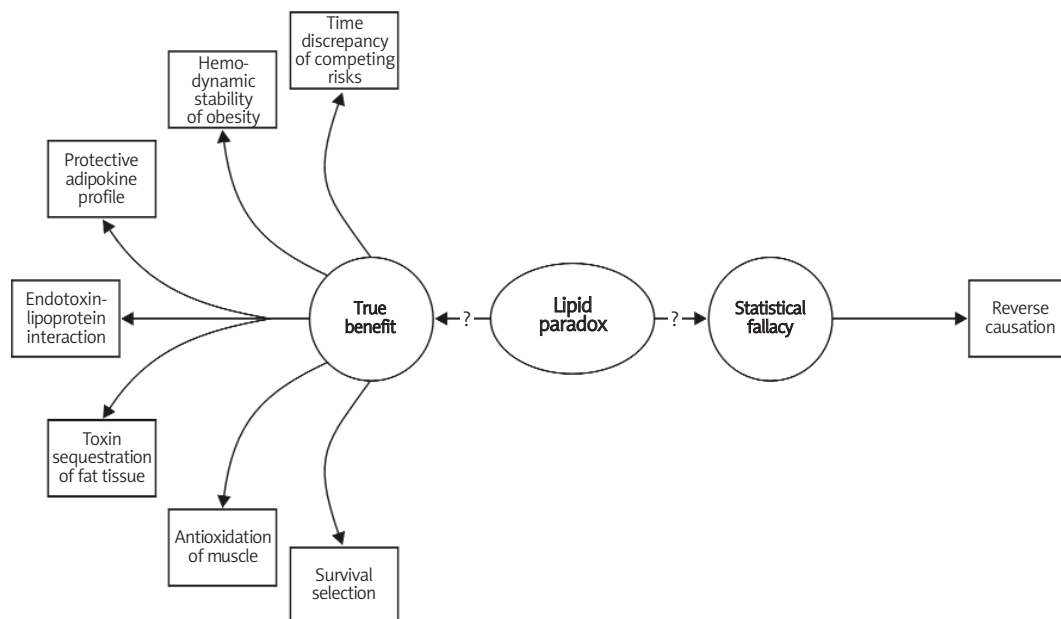 Time
discrepancy
of competing
risks
Hemo-
dynamic
stability
of obesity
Protective
adipokine
profile
Endotoxin-
lipoprotein
interaction
Toxin
sequestration
of fat tissue
Antioxidation
of muscle
Survival
selection
True
benefit
?
Lipid
paradox
?
Statistical
fallacy
Reverse
causation